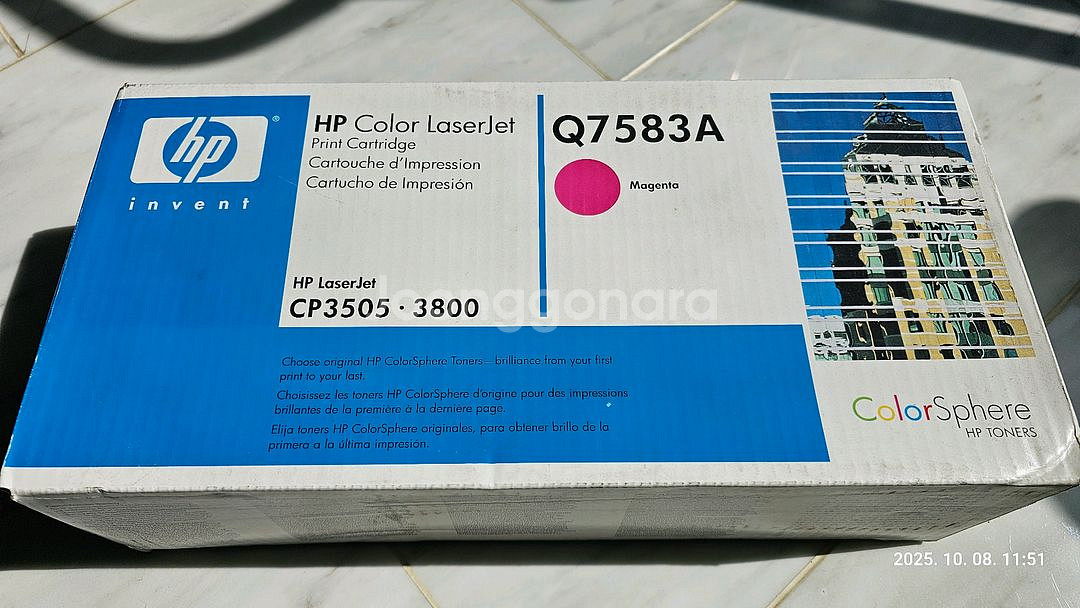 hp
®
invent
HP Color LaserJet
Print Cartridge
Cartouche d'Impression
Cartucho de Impresión
HP LaserJet
CP3505 · 3800
Q7583A
Magenta
joonggonara
Choose original HP ColorSphere Toners—brilliance from your first
print to your last.
Choisissez les toners HP ColorSphere d'origine pour des impressions
brillantes de la première à la dernière page.
Elija toners HP ColorSphere originales, para obtener brillo de la
primera a la última impresión.
ColorSphere
HP TONERS
2025. 10. 08. 11:51